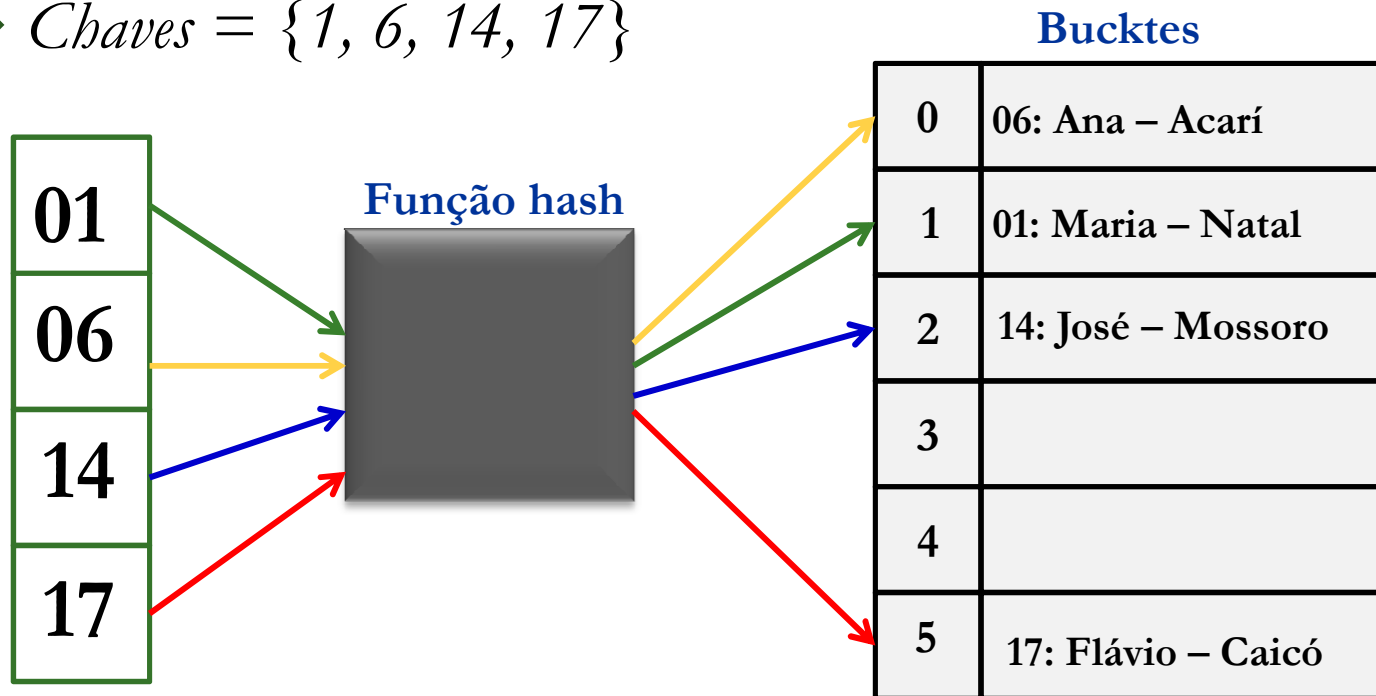 Chaves = {1, 6, 14, 17}
Bucktes
01
06
14
17
Função hash
0 06: Ana – Acarí
1 01: Maria – Natal
2 14: José – Mossoro
3
4
5 17: Flávio – Caicó